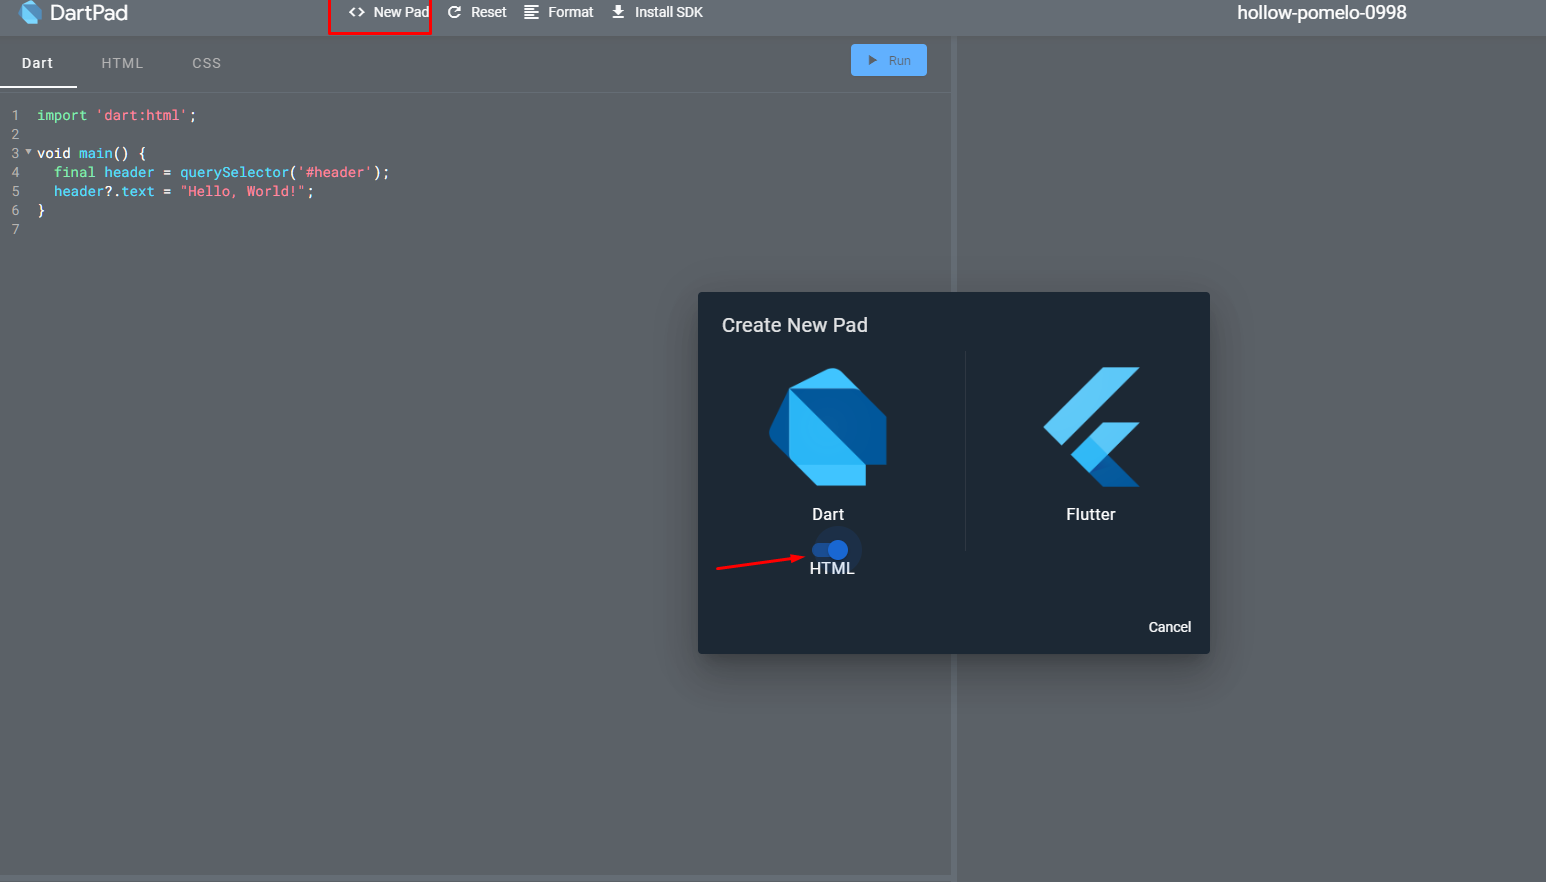 DartPad
<> New Pad
Reset
Format
Install SDK
hollow-pomelo-0998
Dart
HTML
CSS
Run
1 import 'dart:html';
2
3 void main() {
4   final header = querySelector('#header');
5   header?.text = "Hello, World!";
6 }
7
Create New Pad
Dart
Flutter
HTML
Cancel